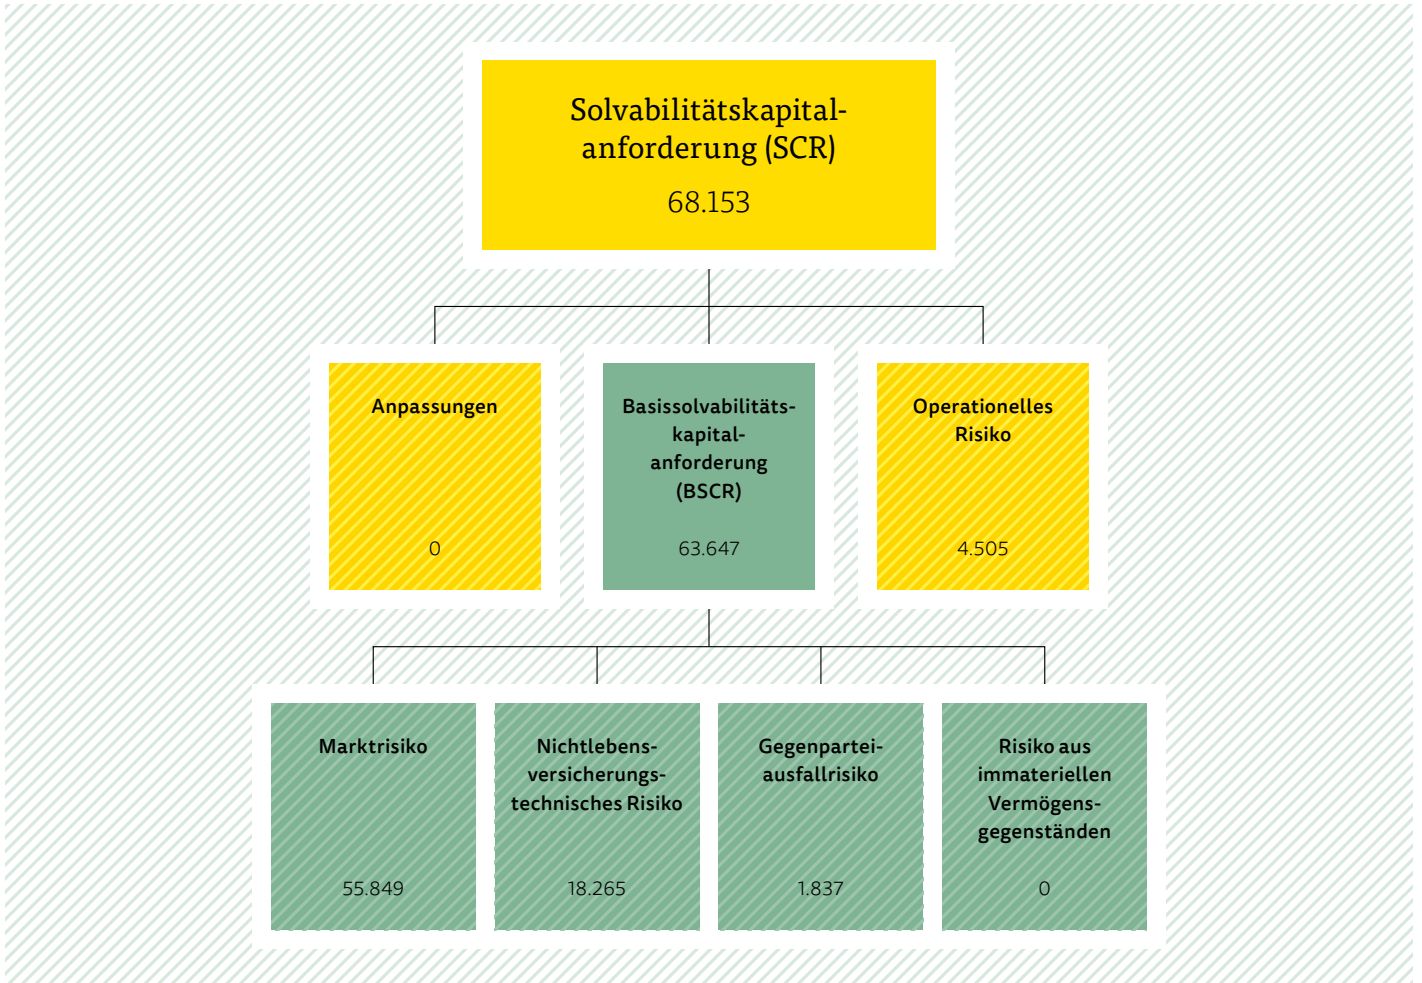 Solvabilitätskapital-
anforderung (SCR)
68.153
Anpassungen
0
Basissolvabilitäts-
kapital-
anforderung
(BSCR)
63.647
Operationelles
Risiko
4.505
Marktrisiko
55.849
Nichtlebens-
versicherungs-
technisches Risiko
18.265
Gegenpartei-
ausfallrisiko
1.837
Risiko aus
immateriellen
Vermögens-
gegenständen
0